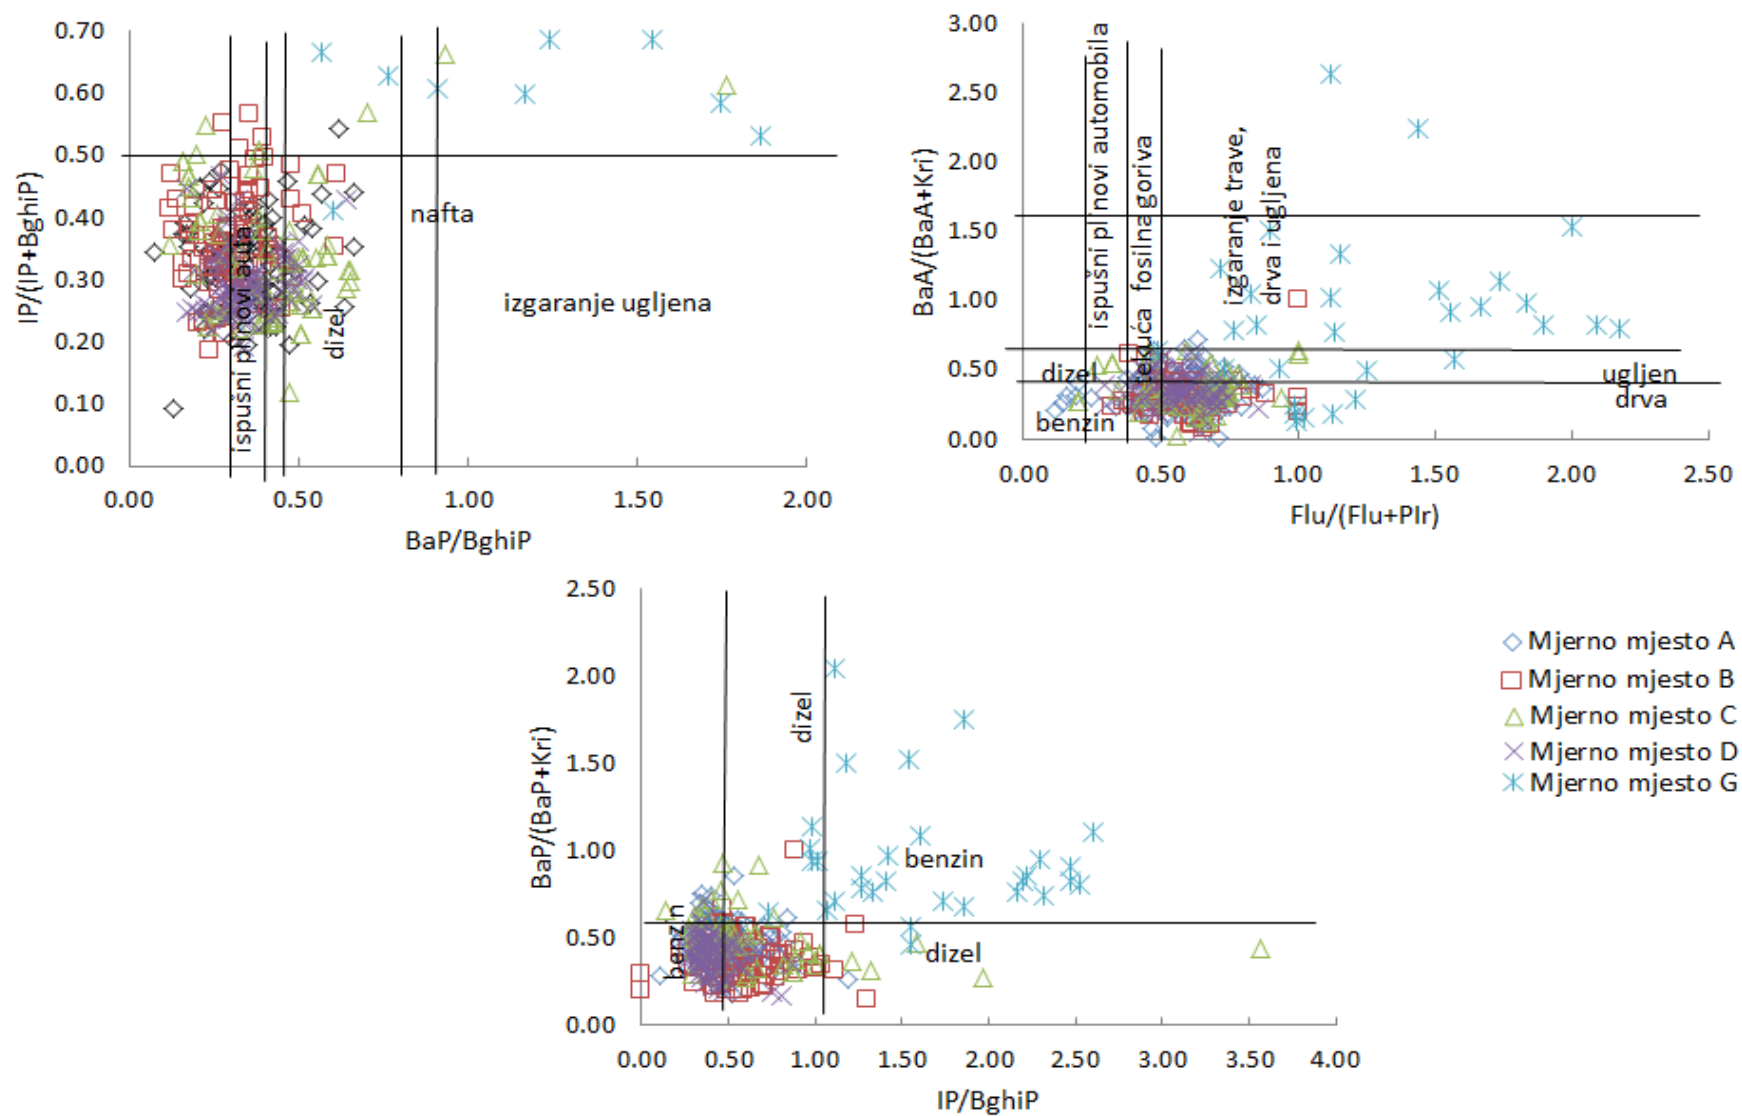 0.70
0.60
0.50
0.40
0.30
0.20
0.10
0.00
IP/(IP+BghiP)
ispušni plinovi auta
dizel
nafta
izgaranje ugljena
0.00
0.50
1.00
1.50
2.00
BaP/BghiP
3.00
2.50
2.00
1.50
1.00
0.50
0.00
BaA/(BaA+Kri)
ispušni plinovi automobila
tekuća fosilna goriva
izgaranje trave,
drva i ugljena
dizel
benzin
ugljen
drva
0.00
0.50
1.00
1.50
2.00
2.50
Flu/(Flu+PIr)
2.50
2.00
1.50
1.00
0.50
0.00
BaP/(BaP+Kri)
benzin
dizel
benzin
dizel
0.00
0.50
1.00
1.50
2.00
2.50
3.00
3.50
4.00
IP/BghiP
Mjerno mjesto A
Mjerno mjesto B
Mjerno mjesto C
Mjerno mjesto D
Mjerno mjesto G